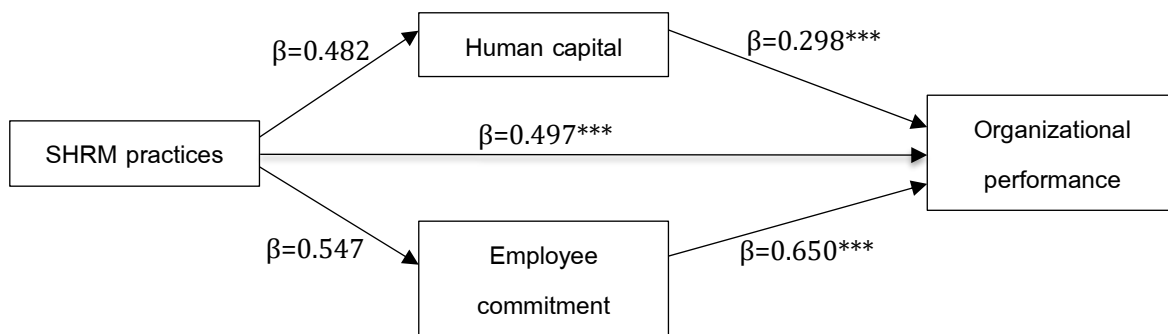 Human capital
β=0.482
β=0.298***
SHRM practices
β=0.497***
Organizational
performance
β=0.547
Employee
commitment
β=0.650***